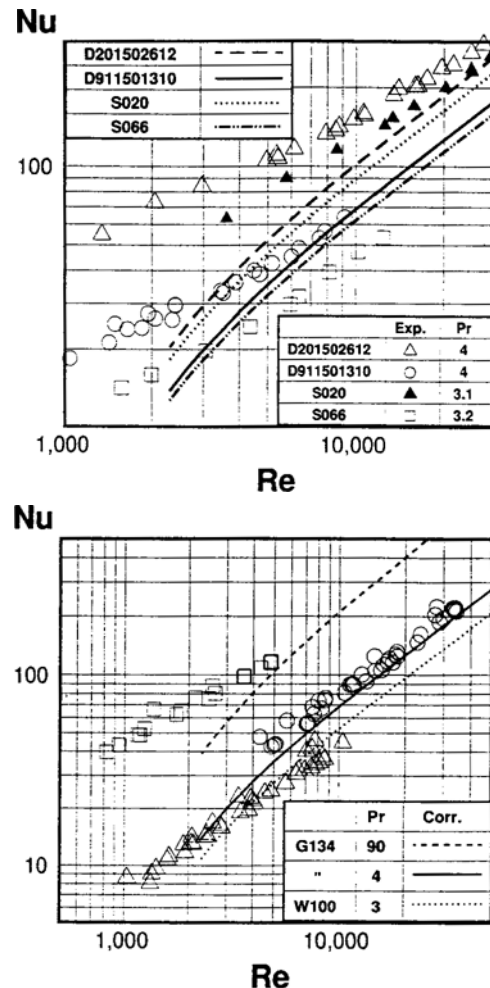 Nu
D201502612
D911501310
S020
S066
100
Exp. Pr
D201502612 4
D911501310 4
S020 3.1
S066 3.2
1,000 10,000
Re
Nu
100
10
Pr Corr.
G134 90
" 4
W100 3
1,000 10,000
Re